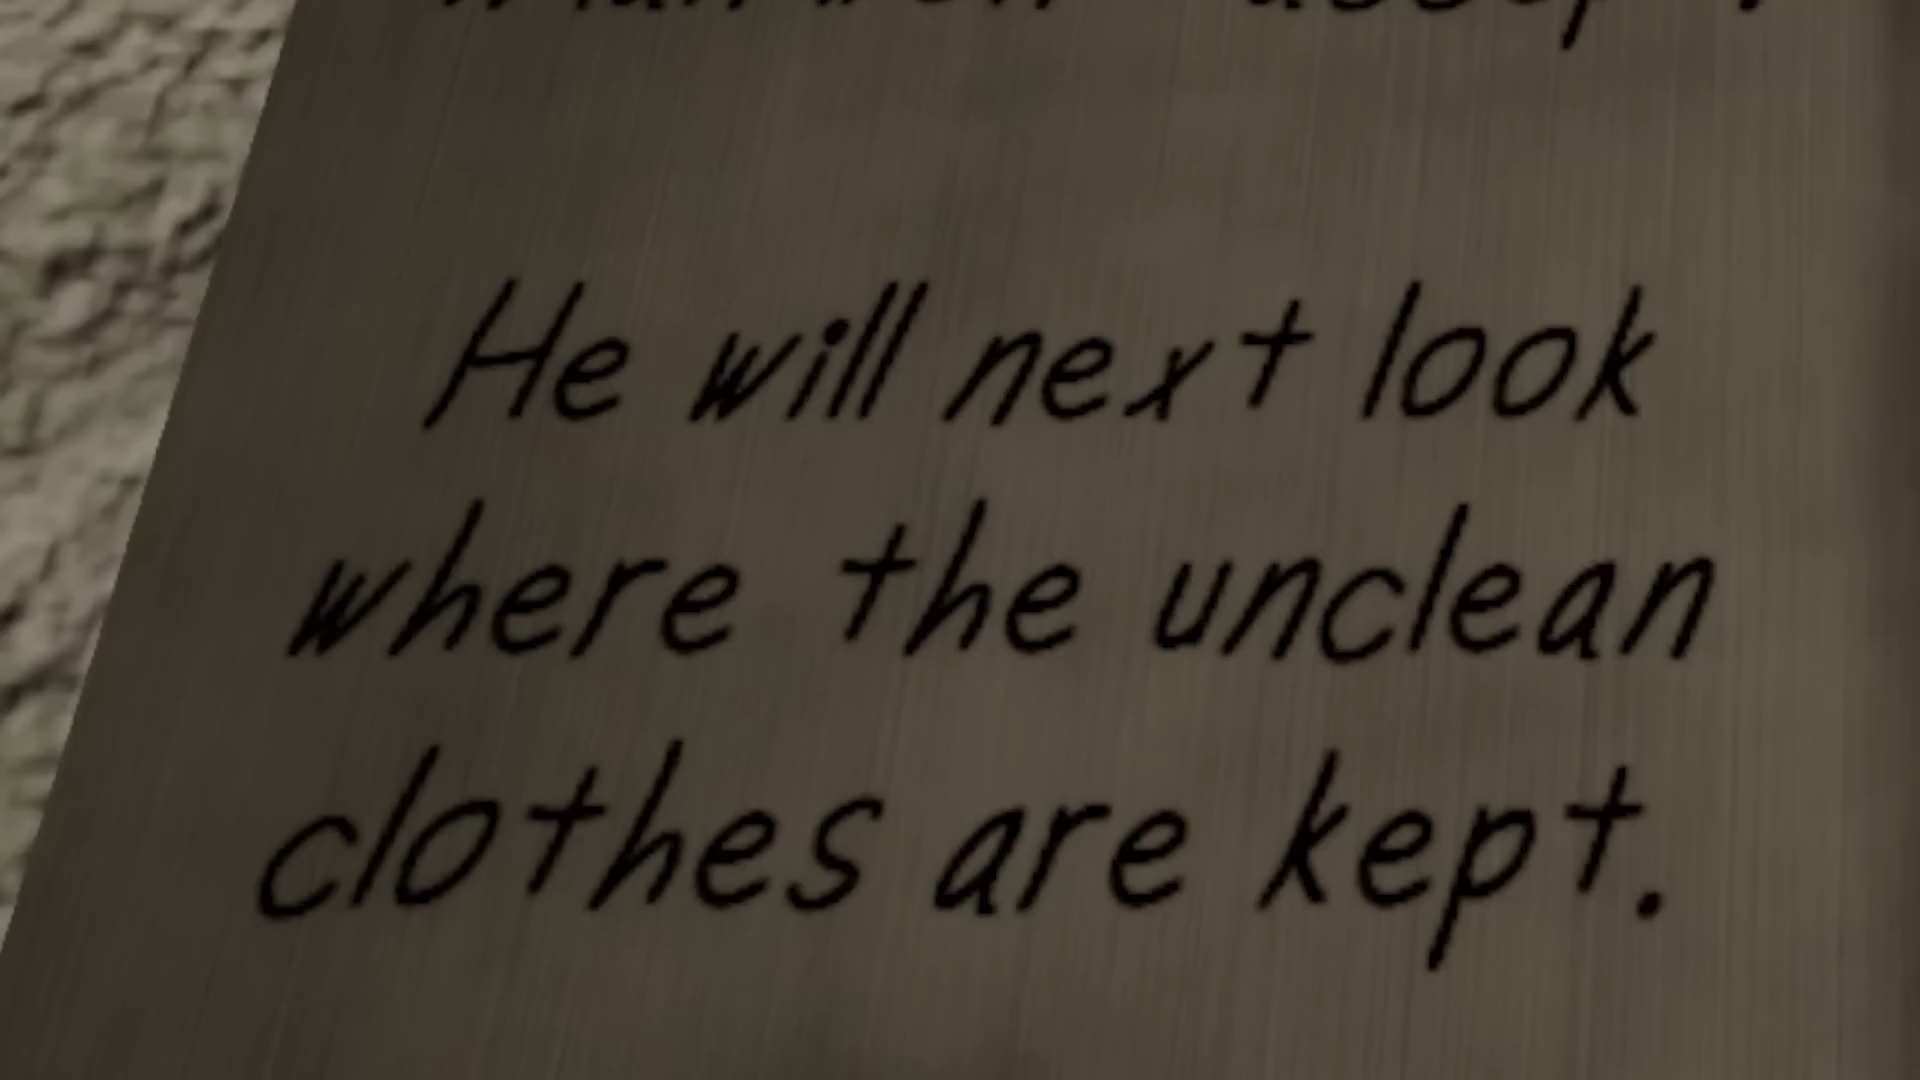 He will next look
where the unclean
clothes are kept.